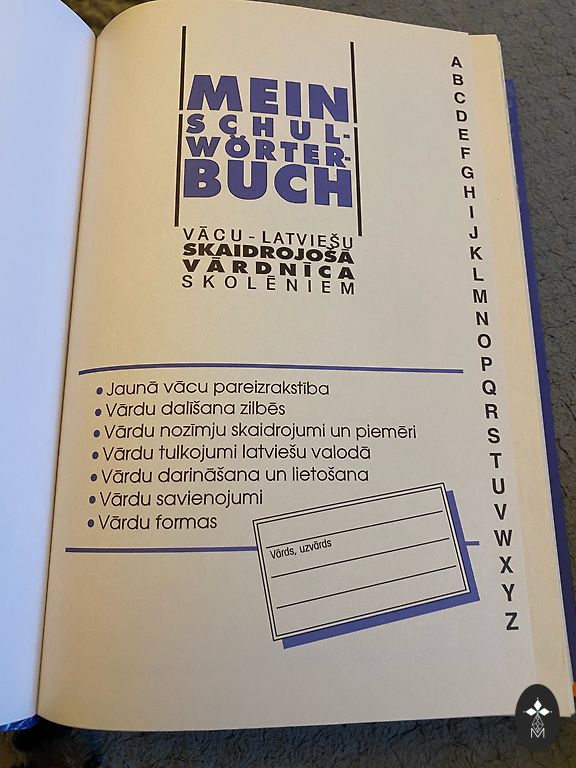 MEIN
SCHUL-
WÖRTER-
BUCH
VĀCU-LATVIEŠU
SKAIDROJOŠĀ
VĀRDNĪCA
SKOLĒNIEM
• Jaunā vācu pareizrakstība
• Vārdu dalīšana zilbēs
• Vārdu nozīmju skaidrojumi un piemēri
• Vārdu tulkojumi latviešu valodā
• Vārdu darināšana un lietošana
• Vārdu savienojumi
• Vārdu formas
Vārds, uzvārds
A
B
C
D
E
F
G
H
I
J
K
L
M
N
O
P
Q
R
S
T
U
V
W
X
Y
Z